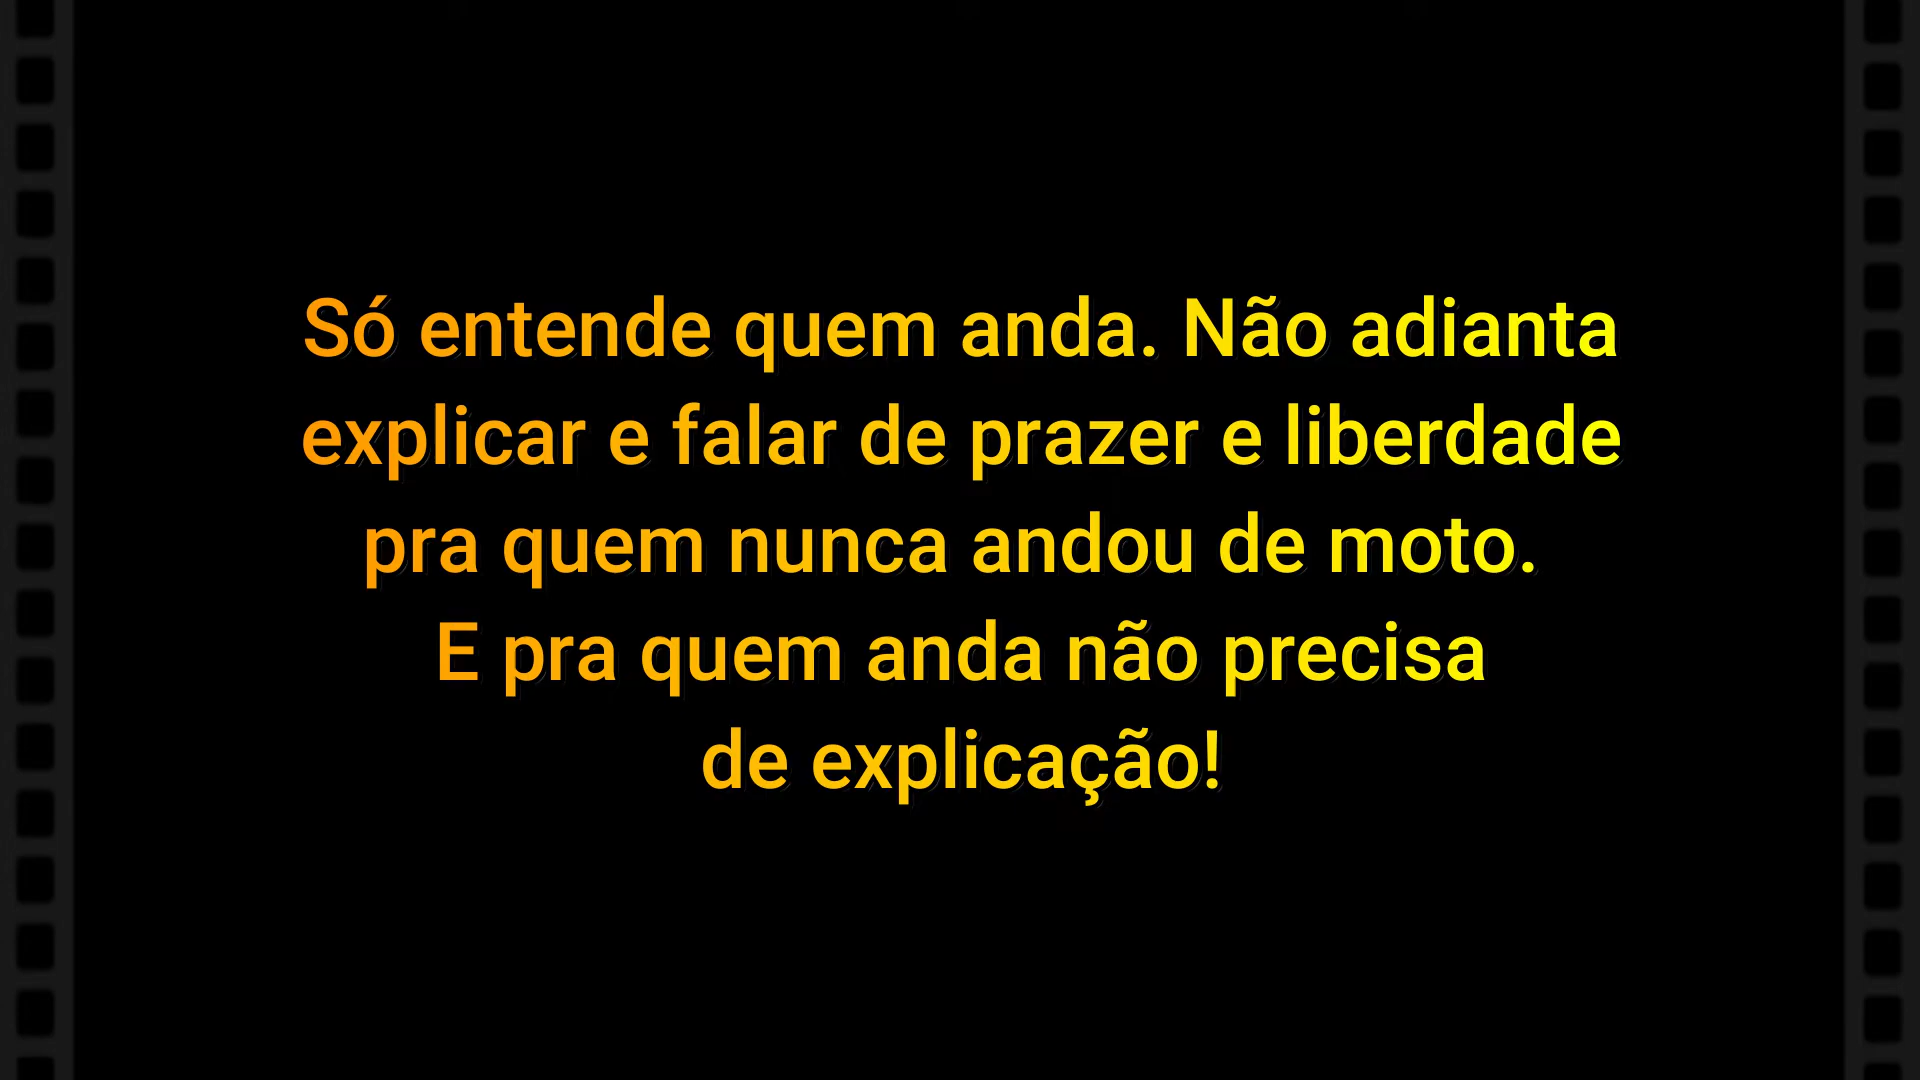 Só entende quem anda. Não adianta
explicar e falar de prazer e liberdade
pra quem nunca andou de moto.
E pra quem anda não precisa
de explicação!